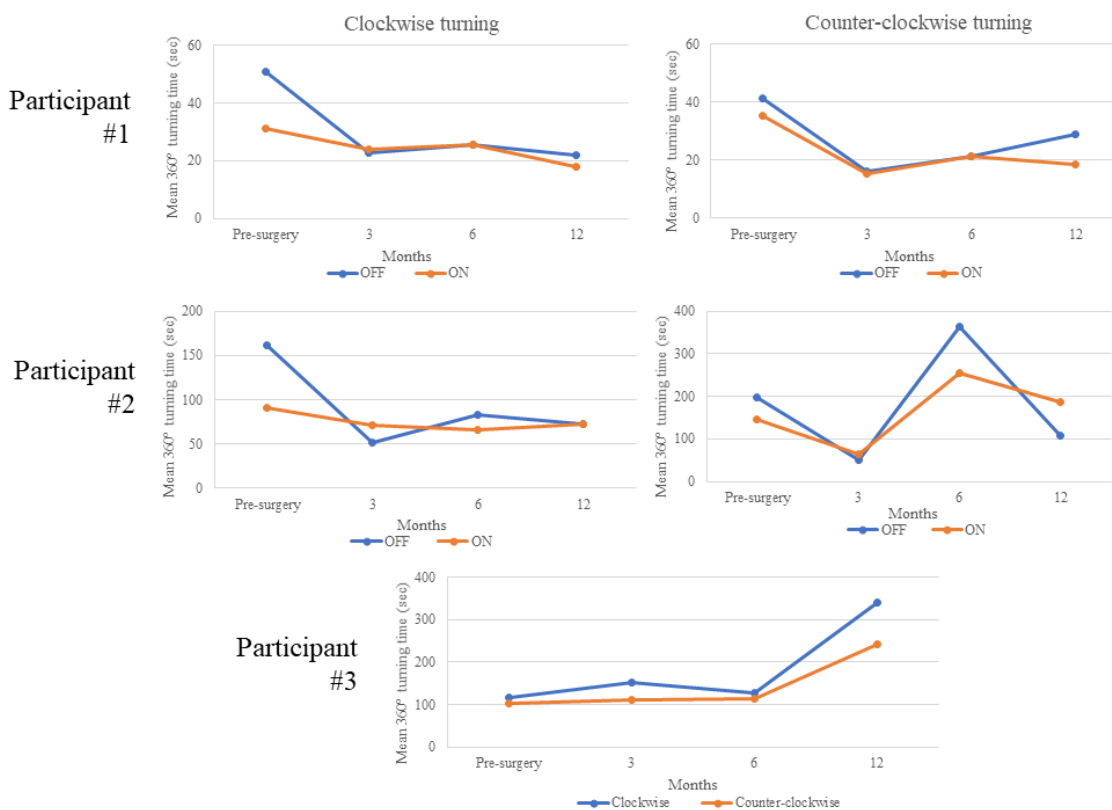 Clockwise turning
Counter-clockwise turning
Participant
#1
Mean 360° turning time (sec)
60
40
20
0
Pre-surgery 3 6 12
Months
OFF ON
Mean 360° turning time (sec)
60
40
20
0
Pre-surgery 3 6 12
Months
OFF ON
Participant
#2
Mean 360° turning time (sec)
200
150
100
50
0
Pre-surgery 3 6 12
Months
OFF ON
Mean 360° turning time (sec)
400
300
200
100
0
Pre-surgery 3 6 12
Months
OFF ON
Participant
#3
Mean 360° turning time (sec)
400
300
200
100
0
Pre-surgery 3 6 12
Months
Clockwise Counter-clockwise